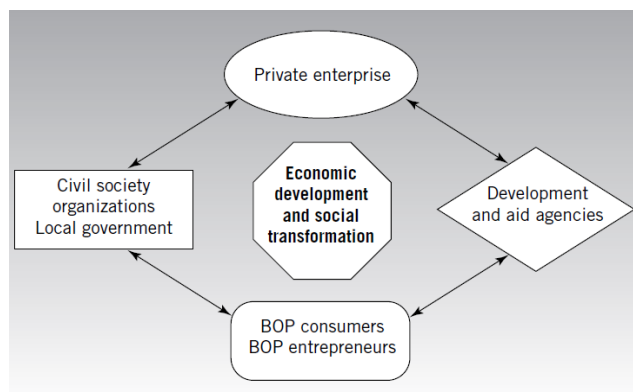 Private enterprise
Civil society
organizations
Local government
Economic
development
and social
transformation
Development
and aid agencies
BOP consumers
BOP entrepreneurs